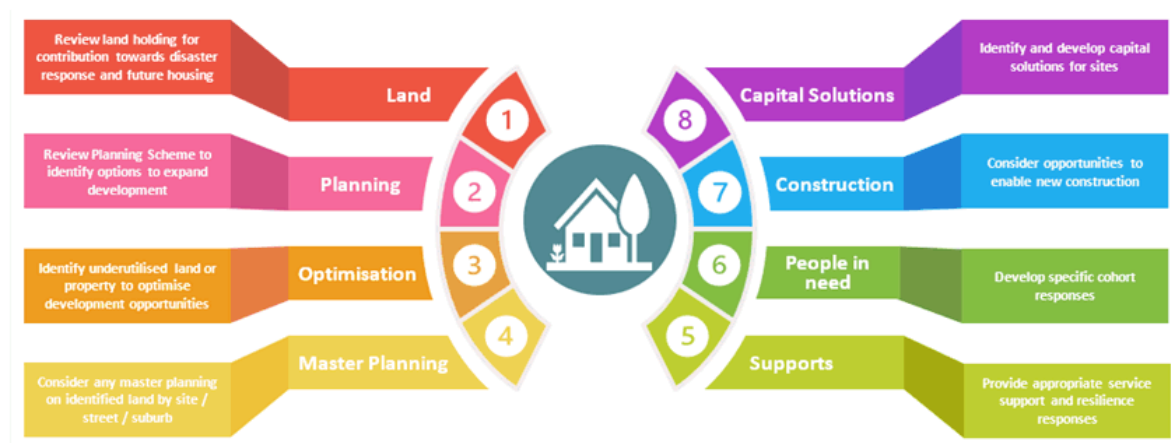 Review land holding for
contribution towards disaster
response and future housing
Land
1
Review Planning Scheme to
identify options to expand
development
Planning
2
Identify underutilised land or
property to optimise
development opportunities
Optimisation
3
Consider any master planning
on identified land by site /
street / suburb
Master Planning
4
Identify and develop capital
solutions for sites
Capital Solutions
8
Consider opportunities to
enable new construction
Construction
7
Develop specific cohort
responses
People in
need
6
Provide appropriate service
support and resilience
responses
Supports
5